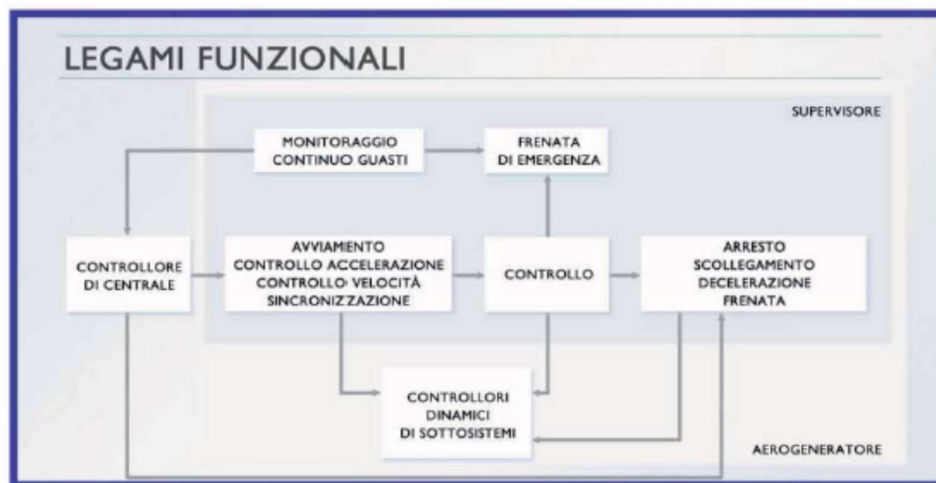 LEGAMI FUNZIONALI
SUPERVISORE
MONITORAGGIO
CONTINUO GUASTI
FRENATA
DI EMERGENZA
CONTROLLORE
DI CENTRALE
AVVIAMENTO
CONTROLLO ACCELERAZIONE
CONTROLLO VELOCITÀ
SINCRONIZZAZIONE
CONTROLLO
ARRESTO
SCOLLEGAMENTO
DECELERAZIONE
FRENATA
CONTROLLORI
DINAMICI
DI SOTTOSISTEMI
AEROGENERATORE